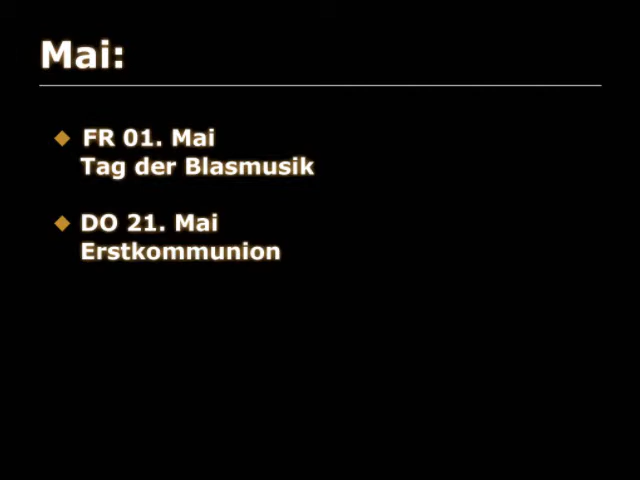 Mai:
FR 01. Mai
Tag der Blasmusik
DO 21. Mai
Erstkommunion